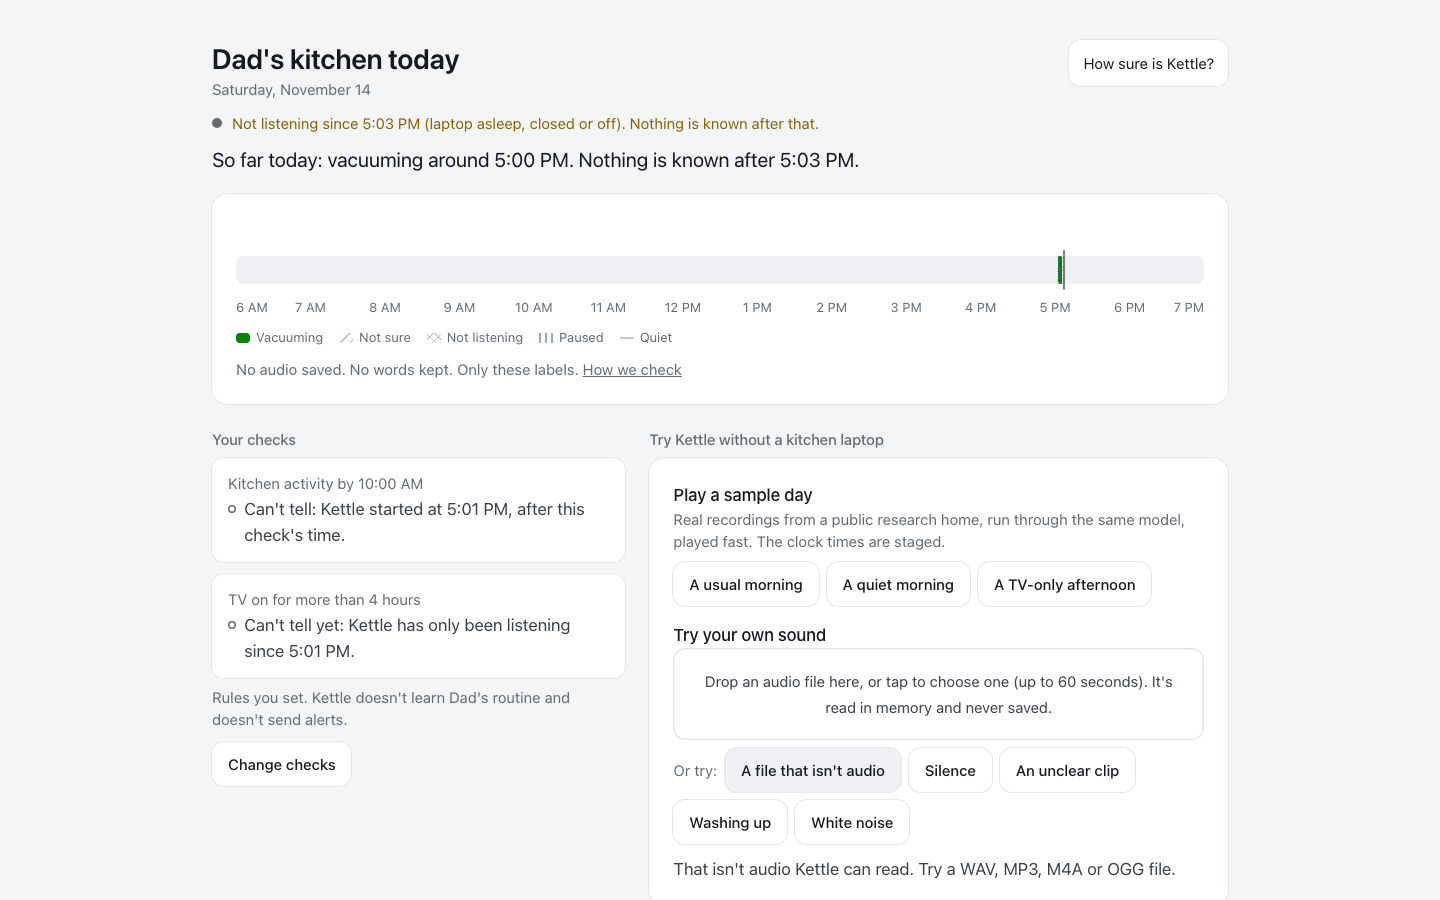 Dad's kitchen today
How sure is Kettle?
Saturday, November 14
Not listening since 5:03 PM (laptop asleep, closed or off). Nothing is known after that.
So far today: vacuuming around 5:00 PM. Nothing is known after 5:03 PM.
6 AM 7 AM 8 AM 9 AM 10 AM 11 AM 12 PM 1 PM 2 PM 3 PM 4 PM 5 PM 6 PM 7 PM
Vacuuming Not sure Not listening Paused Quiet
No audio saved. No words kept. Only these labels. How we check
Your checks
Kitchen activity by 10:00 AM
Can't tell: Kettle started at 5:01 PM, after this
check's time.
TV on for more than 4 hours
Can't tell yet: Kettle has only been listening
since 5:01 PM.
Rules you set. Kettle doesn't learn Dad's routine and
doesn't send alerts.
Change checks
Try Kettle without a kitchen laptop
Play a sample day
Real recordings from a public research home, run through the same model,
played fast. The clock times are staged.
A usual morning A quiet morning A TV-only afternoon
Try your own sound
Drop an audio file here, or tap to choose one (up to 60 seconds). It's
read in memory and never saved.
Or try: A file that isn't audio Silence An unclear clip
Washing up White noise
That isn't audio Kettle can read. Try a WAV, MP3, M4A or OGG file.